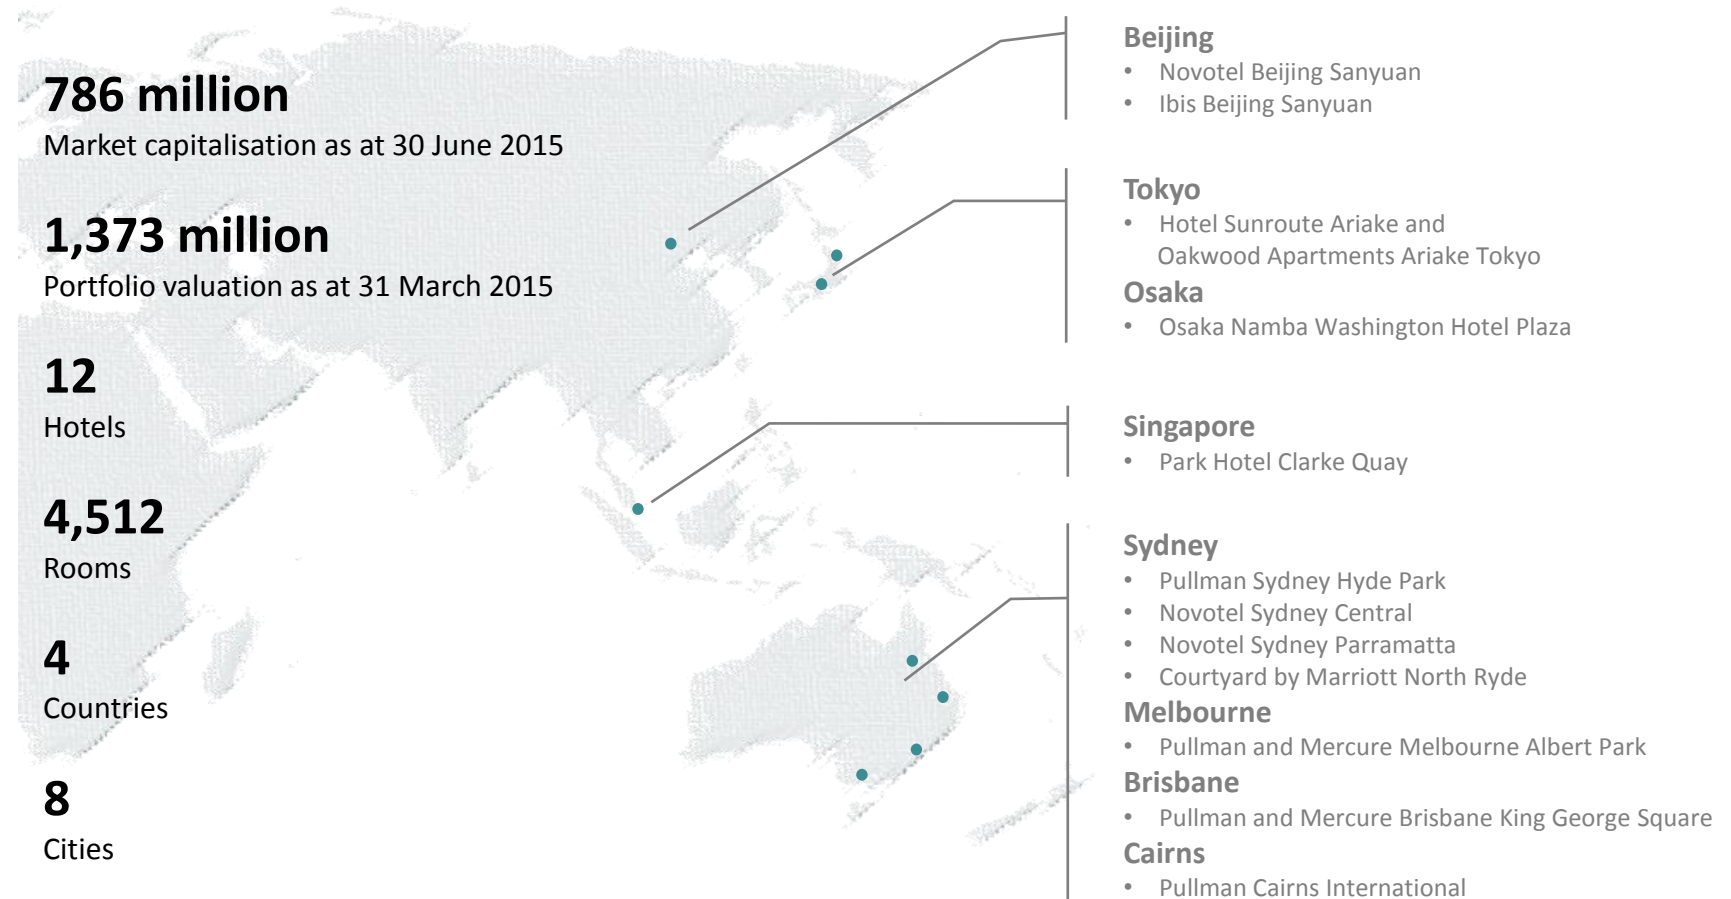 786 million
Market capitalisation as at 30 June 2015
1,373 million
Portfolio valuation as at 31 March 2015
12
Hotels
4,512
Rooms
4
Countries
8
Cities
Beijing
• Novotel Beijing Sanyuan
• Ibis Beijing Sanyuan
Tokyo
• Hotel Sunroute Ariake and
Oakwood Apartments Ariake Tokyo
Osaka
• Osaka Namba Washington Hotel Plaza
Singapore
• Park Hotel Clarke Quay
Sydney
• Pullman Sydney Hyde Park
• Novotel Sydney Central
• Novotel Sydney Parramatta
• Courtyard by Marriott North Ryde
Melbourne
• Pullman and Mercure Melbourne Albert Park
Brisbane
• Pullman and Mercure Brisbane King George Square
Cairns
• Pullman Cairns International